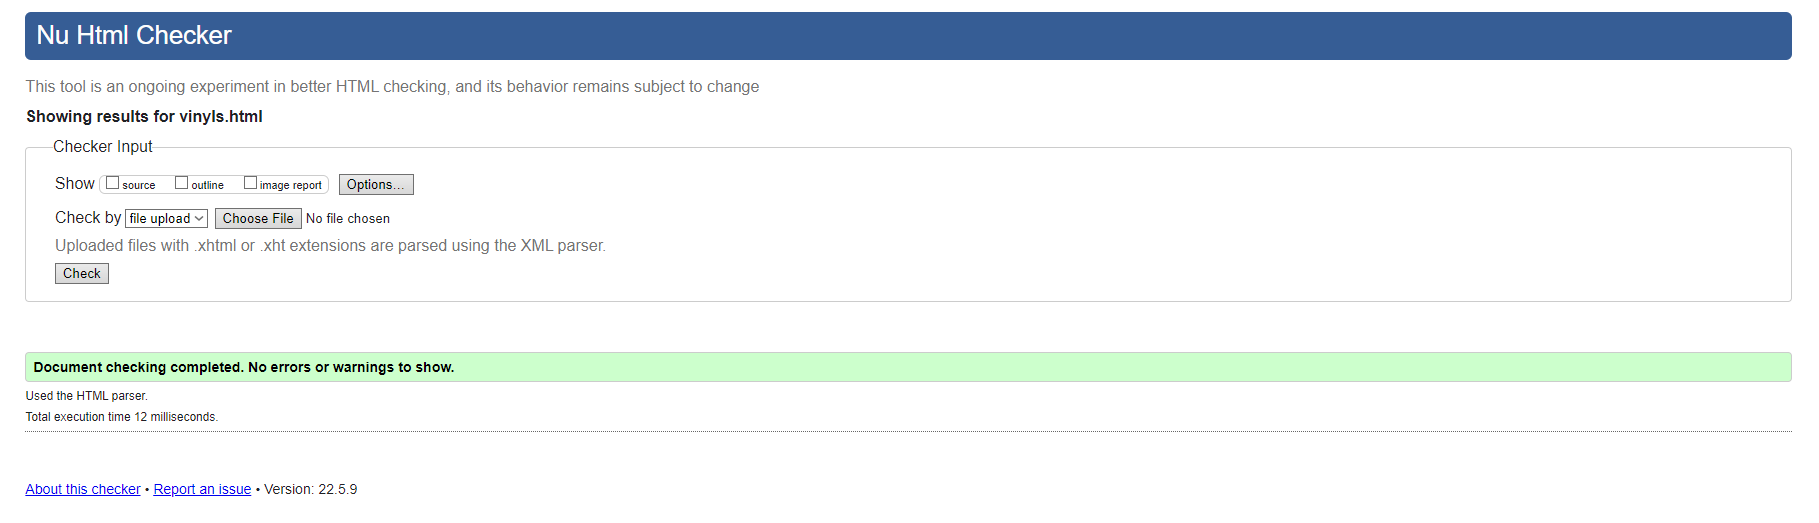 Nu Html Checker
This tool is an ongoing experiment in better HTML checking, and its behavior remains subject to change
Showing results for vinyls.html
Checker Input
Show source outline image report Options...
Check by file upload Choose File No file chosen
Uploaded files with .xhtml or .xht extensions are parsed using the XML parser.
Check
Document checking completed. No errors or warnings to show.
Used the HTML parser.
Total execution time 12 milliseconds.
About this checker • Report an issue • Version: 22.5.9